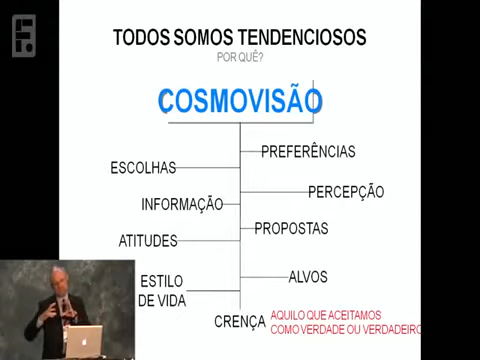 TODOS SOMOS TENDENCIOSOS
POR QUÊ?
COSMOVISÃO
PREFERÊNCIAS
ESCOLHAS
PERCEPÇÃO
INFORMAÇÃO
PROPOSTAS
ATITUDES
ALVOS
ESTILO
DE VIDA
CRENÇA
AQUILO QUE ACEITAMOS
COMO VERDADE OU VERDADEIRO